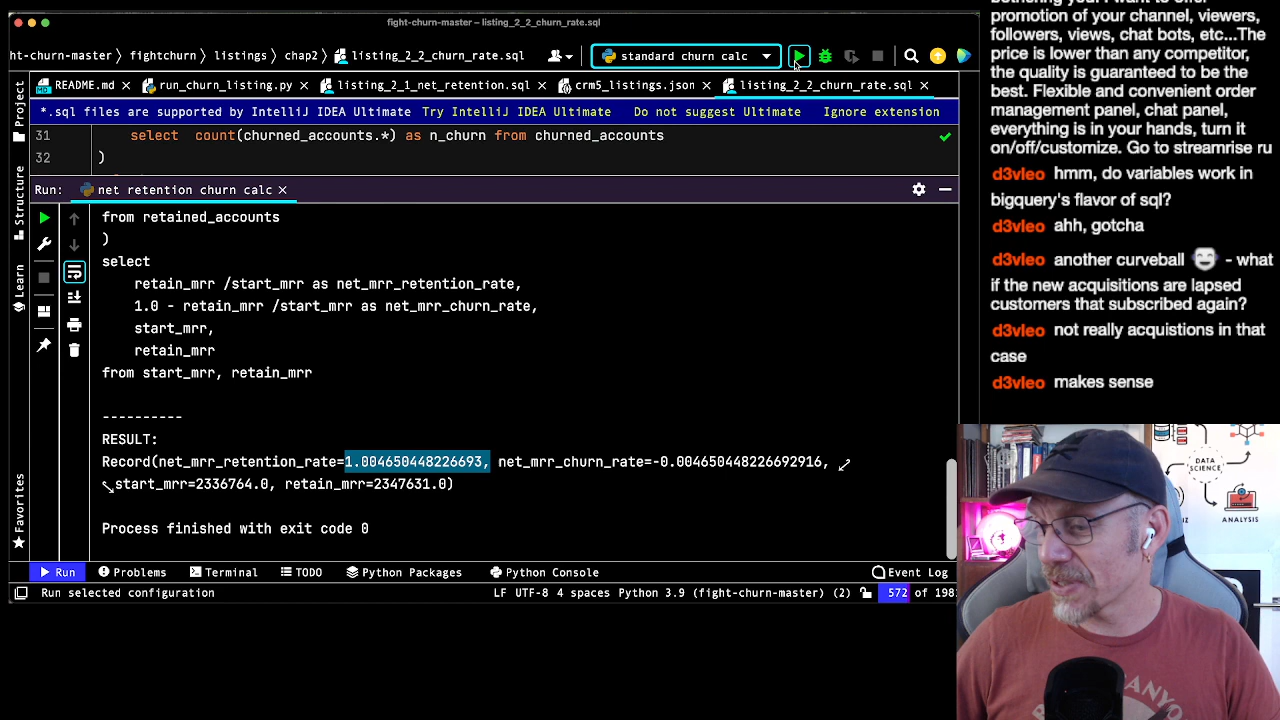 fight-churn-master – listing_2_2_churn_rate.sql
ht-churn-master fightchurn listings chap2 listing_2_2_churn_rate.sql standard churn calc
README.md run_churn_listing.py listing_2_1_net_retention.sql crm5_listings.json listing_2_2_churn_rate.sql
*.sql files are supported by IntelliJ IDEA Ultimate Try IntelliJ IDEA Ultimate Do not suggest Ultimate Ignore extension
31 select count(churned_accounts.*) as n_churn from churned_accounts
32 )
Run: net retention churn calc
from retained_accounts
)
select
retain_mrr /start_mrr as net_mrr_retention_rate,
1.0 - retain_mrr /start_mrr as net_mrr_churn_rate,
start_mrr,
retain_mrr
from start_mrr, retain_mrr
----------
RESULT:
Record(net_mrr_retention_rate=1.004650448226693, net_mrr_churn_rate=-0.004650448226692916,
start_mrr=2336764.0, retain_mrr=2347631.0)
Process finished with exit code 0
Project
Structure
Learn
Favorites
Run Problems Terminal TODO Python Packages Python Console Event Log
Run selected configuration LF UTF-8 4 spaces Python 3.9 (fight-churn-master) (2) 572 of 1981
promotion of your channel, viewers,
followers, views, chat bots, etc...The
price is lower than any competitor,
the quality is guaranteed to be the
best. Flexible and convenient order
management panel, chat panel,
everything is in your hands, turn it
on/off/customize. Go to streamrise ru
d3vleo hmm, do variables work in
bigquery's flavor of sql?
d3vleo ahh, gotcha
d3vleo another curveball - what
if the new acquisitions are lapsed
customers that subscribed again?
d3vleo not really acquistions in that
case
d3vleo makes sense
DATA
SCIENCE
ANALYSIS